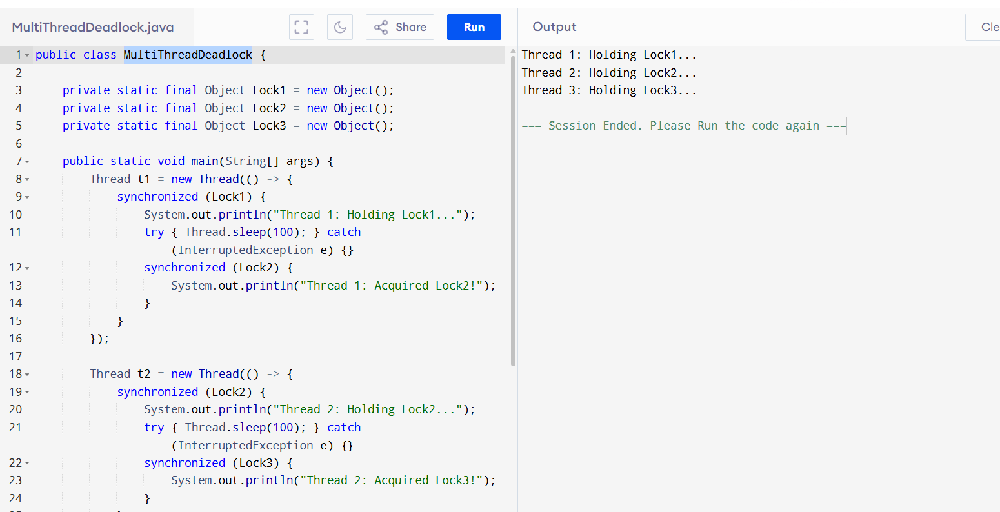 MultiThreadDeadlock.java
Share
Run
Output
Cle
1 public class MultiThreadDeadlock {
2
3     private static final Object Lock1 = new Object();
4     private static final Object Lock2 = new Object();
5     private static final Object Lock3 = new Object();
6
7     public static void main(String[] args) {
8         Thread t1 = new Thread(() -> {
9             synchronized (Lock1) {
10                 System.out.println("Thread 1: Holding Lock1...");
11                 try { Thread.sleep(100); } catch
                    (InterruptedException e) {}
12                 synchronized (Lock2) {
13                     System.out.println("Thread 1: Acquired Lock2!");
14                 }
15             }
16         });
17
18         Thread t2 = new Thread(() -> {
19             synchronized (Lock2) {
20                 System.out.println("Thread 2: Holding Lock2...");
21                 try { Thread.sleep(100); } catch
                    (InterruptedException e) {}
22                 synchronized (Lock3) {
23                     System.out.println("Thread 2: Acquired Lock3!");
24                 }
Thread 1: Holding Lock1...
Thread 2: Holding Lock2...
Thread 3: Holding Lock3...
=== Session Ended. Please Run the code again ===